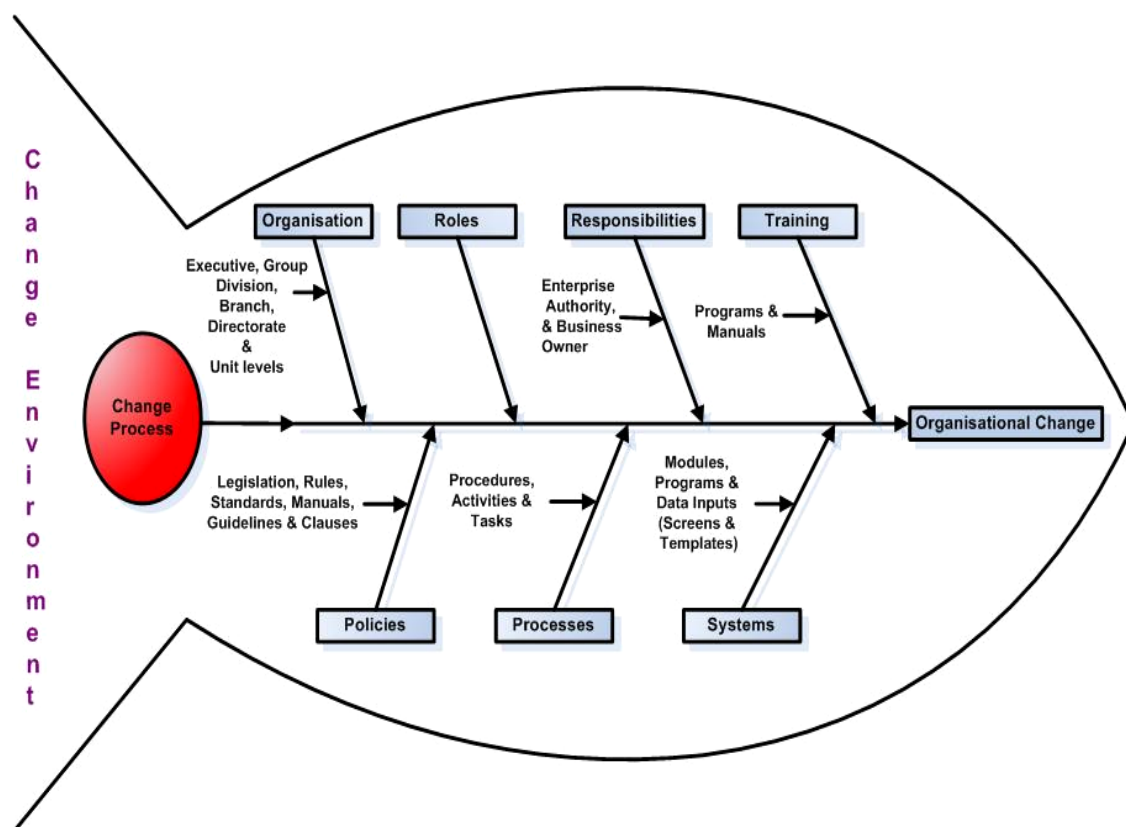 Change Environment
Organisation
Roles
Responsibilities
Training
Executive, Group
Division,
Branch,
Directorate
&
Unit levels
Enterprise
Authority,
& Business
Owner
Programs &
Manuals
Change
Process
Organisational Change
Legislation, Rules,
Standards, Manuals,
Guidelines & Clauses
Procedures,
Activities &
Tasks
Modules,
Programs &
Data Inputs
(Screens &
Templates)
Policies
Processes
Systems